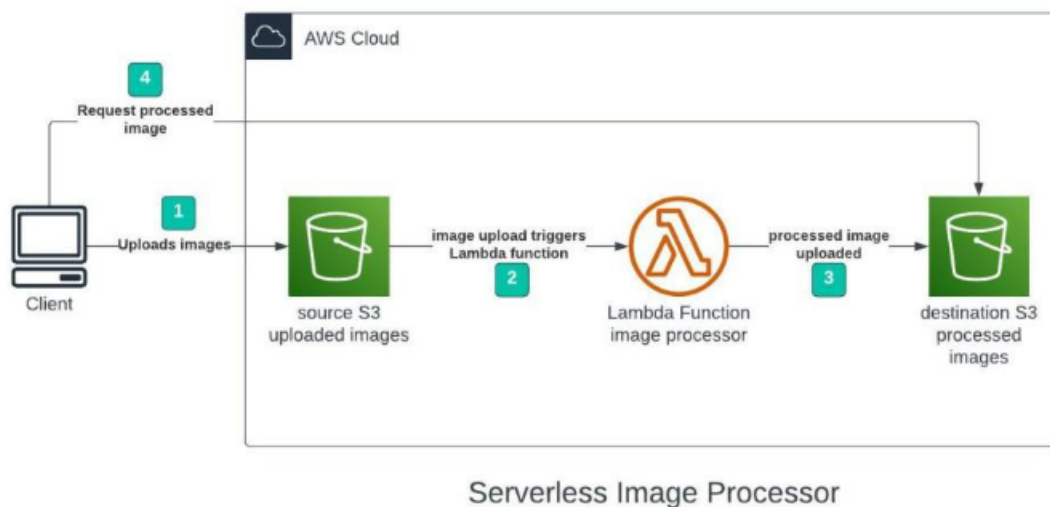 AWS Cloud
4
Request processed
image
1
Uploads images
image upload triggers
Lambda function
2
processed image
uploaded
3
Client
source S3
uploaded images
Lambda Function
image processor
destination S3
processed
images
Serverless Image Processor